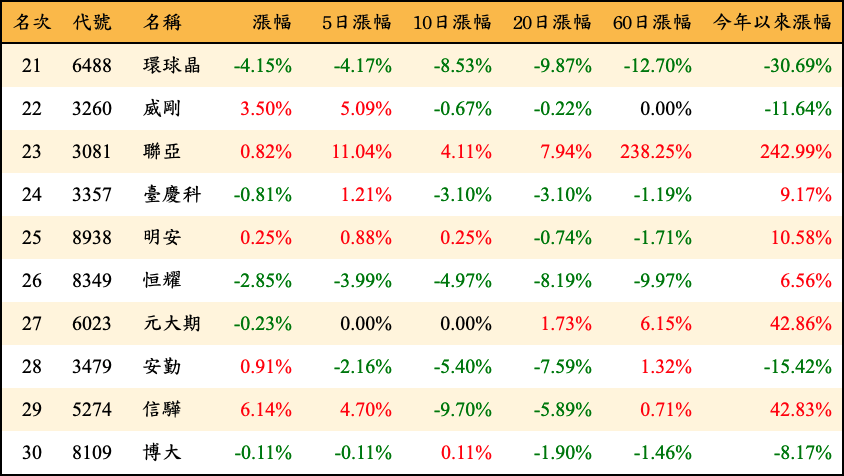 名次 代號 名稱 漲幅 5日漲幅 10日漲幅 20日漲幅 60日漲幅 今年以來漲幅
21 6488 環球晶 -4.15% -4.17% -8.53% -9.87% -12.70% -30.69%
22 3260 威剛 3.50% 5.09% -0.67% -0.22% 0.00% -11.64%
23 3081 聯亞 0.82% 11.04% 4.11% 7.94% 238.25% 242.99%
24 3357 臺慶科 -0.81% 1.21% -3.10% -3.10% -1.19% 9.17%
25 8938 明安 0.25% 0.88% 0.25% -0.74% -1.71% 10.58%
26 8349 恒耀 -2.85% -3.99% -4.97% -8.19% -9.97% 6.56%
27 6023 元大期 -0.23% 0.00% 0.00% 1.73% 6.15% 42.86%
28 3479 安勤 0.91% -2.16% -5.40% -7.59% 1.32% -15.42%
29 5274 信驊 6.14% 4.70% -9.70% -5.89% 0.71% 42.83%
30 8109 博大 -0.11% -0.11% 0.11% -1.90% -1.46% -8.17%